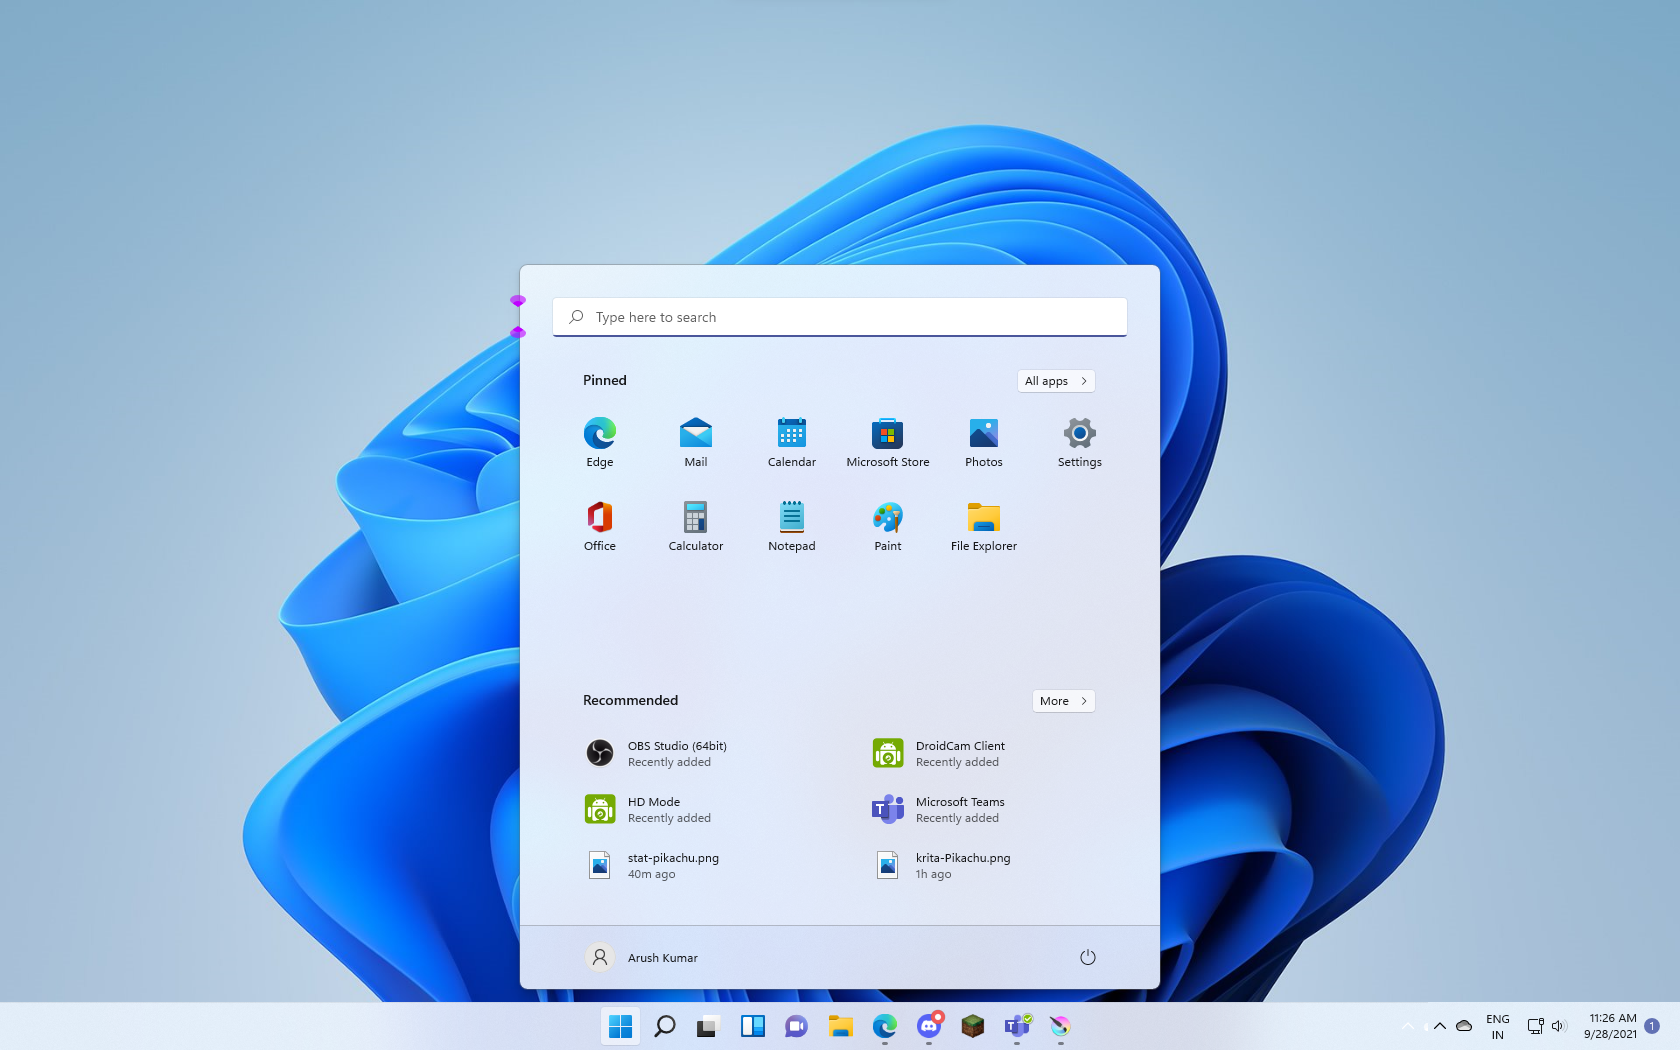 Type here to search
Pinned
All apps
Edge
Mail
Calendar
Microsoft Store
Photos
Settings
Office
Calculator
Notepad
Paint
File Explorer
Recommended
More
OBS Studio (64bit)
Recently added
DroidCam Client
Recently added
HD Mode
Recently added
Microsoft Teams
Recently added
stat-pikachu.png
40m ago
krita-Pikachu.png
1h ago
Arush Kumar
ENG
IN
11:26 AM
9/28/2021
1